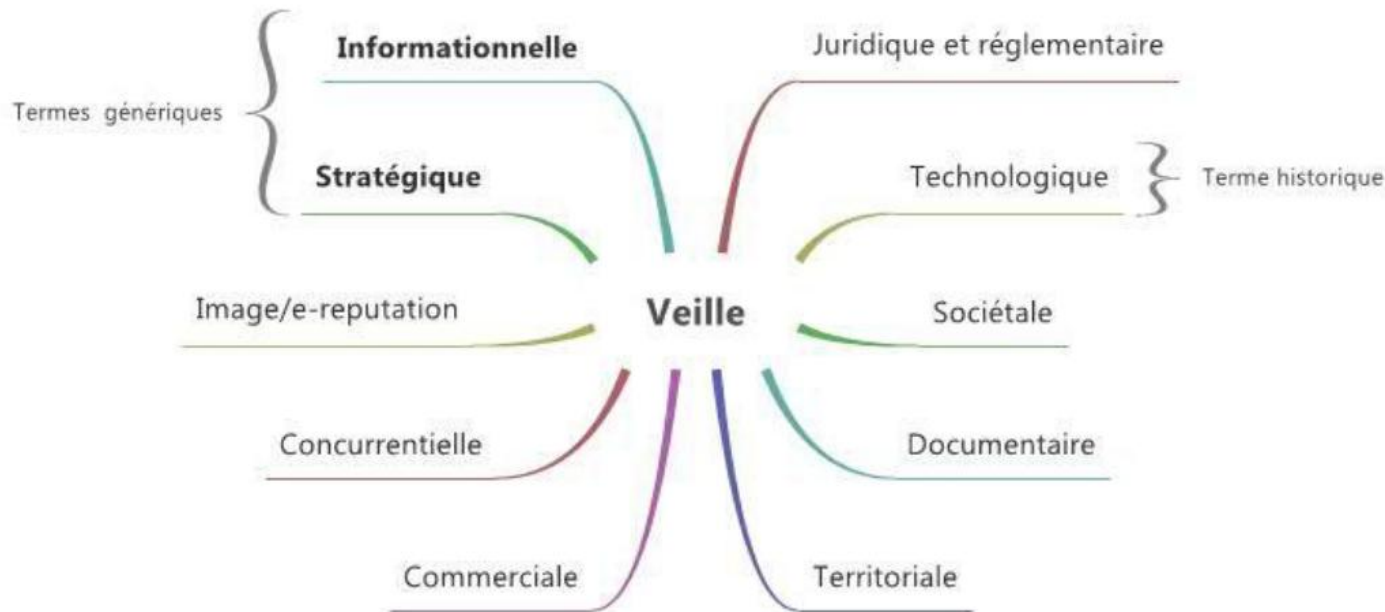 Informationnelle
Juridique et réglementaire
Termes génériques
Stratégique
Technologique
Terme historique
Image/e-reputation
Veille
Sociétale
Concurrentielle
Documentaire
Commerciale
Territoriale